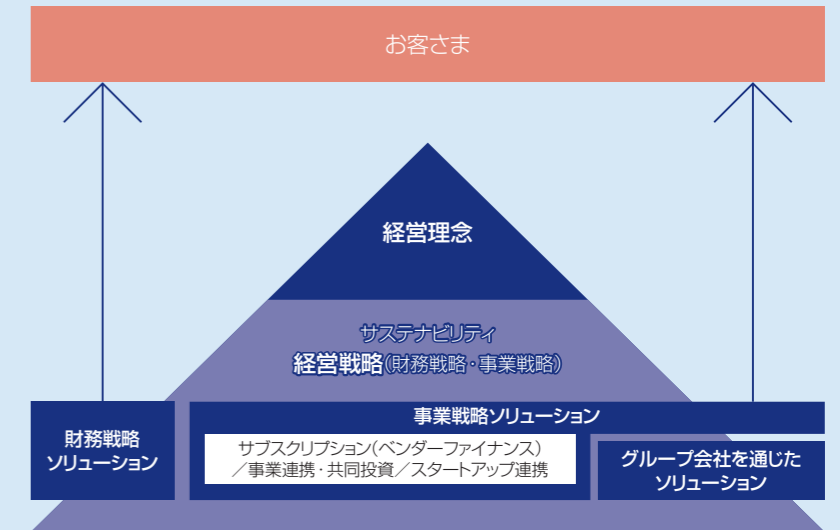 お客さま
経営理念
サステナビリティ
経営戦略(財務戦略・事業戦略)
財務戦略
ソリューション
事業戦略ソリューション
サブスクリプション(ベンダーファイナンス)
／事業連携・共同投資／スタートアップ連携
グループ会社を通じた
ソリューション